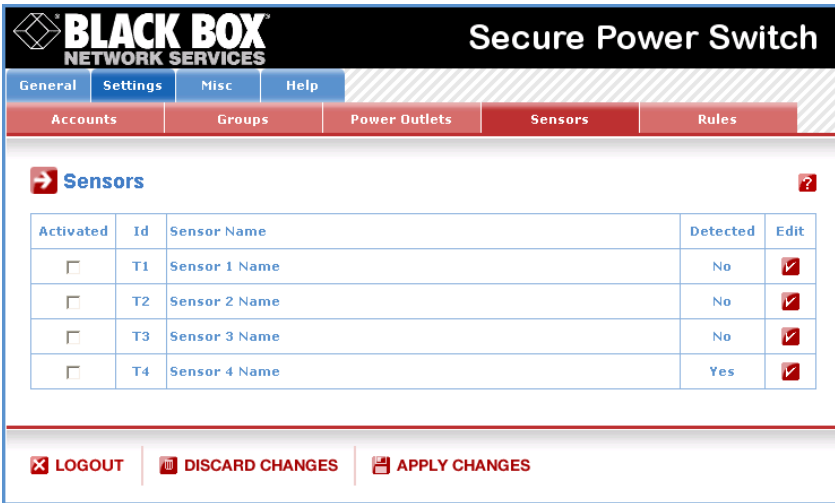 BLACK BOX®
NETWORK SERVICES
Secure Power Switch
General Settings Misc Help
Accounts Groups Power Outlets Sensors Rules
Sensors
?
Activated Id Sensor Name Detected Edit
T1 Sensor 1 Name No
T2 Sensor 2 Name No
T3 Sensor 3 Name No
T4 Sensor 4 Name Yes
LOGOUT DISCARD CHANGES APPLY CHANGES